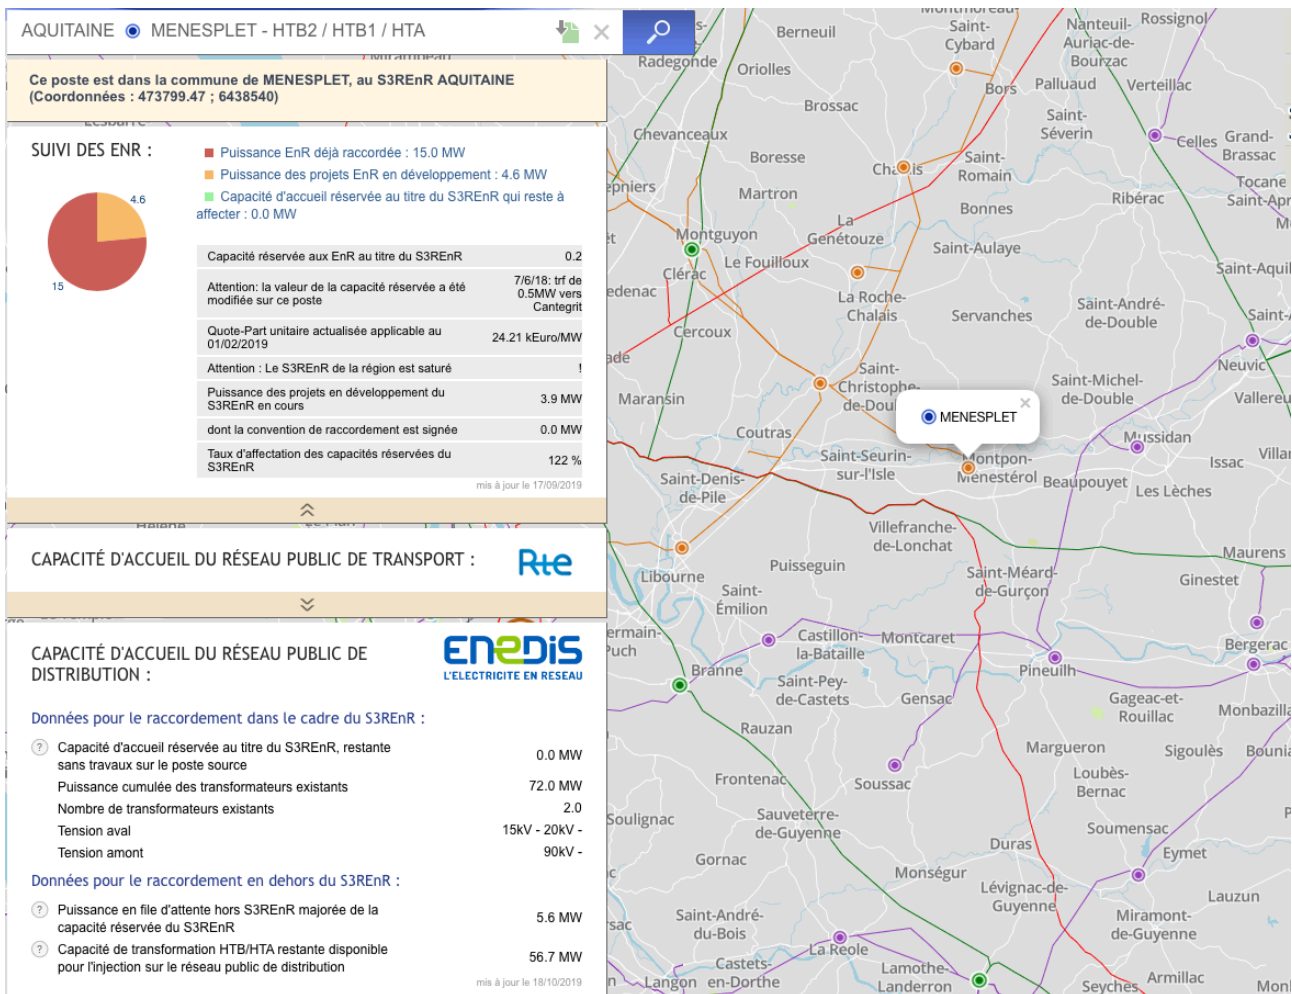 AQUITAINE MENESPLET - HTB2 / HTB1 / HTA
Ce poste est dans la commune de MENESPLET, au S3REnR AQUITAINE
(Coordonnées : 473799.47 ; 6438540)
SUIVI DES ENR :
Puissance EnR déjà raccordée : 15.0 MW
Puissance des projets EnR en développement : 4.6 MW
Capacité d'accueil réservée au titre du S3REnR qui reste à
affecter : 0.0 MW
4.6
15
Capacité réservée aux EnR au titre du S3REnR 0.2
Attention: la valeur de la capacité réservée a été
modifiée sur ce poste
7/6/18: trf de
0.5MW vers
Cantegrit
Quote-Part unitaire actualisée applicable au
01/02/2019
24.21 kEuro/MW
Attention : Le S3REnR de la région est saturé !
Puissance des projets en développement du
S3REnR en cours
3.9 MW
dont la convention de raccordement est signée 0.0 MW
Taux d'affectation des capacités réservées du
S3REnR
122 %
mis à jour le 17/09/2019
CAPACITÉ D'ACCUEIL DU RÉSEAU PUBLIC DE TRANSPORT :
Rte
CAPACITÉ D'ACCUEIL DU RÉSEAU PUBLIC DE
DISTRIBUTION :
ENEDIS
L'ELECTRICITE EN RESEAU
Données pour le raccordement dans le cadre du S3REnR :
? Capacité d'accueil réservée au titre du S3REnR, restante
sans travaux sur le poste source
0.0 MW
Puissance cumulée des transformateurs existants 72.0 MW
Nombre de transformateurs existants 2.0
Tension aval 15kV - 20kV -
Tension amont 90kV -
Données pour le raccordement en dehors du S3REnR :
? Puissance en file d'attente hors S3REnR majorée de la
capacité réservée du S3REnR
5.6 MW
? Capacité de transformation HTB/HTA restante disponible
pour l'injection sur le réseau public de distribution
56.7 MW
mis à jour le 18/10/2019
Berneuil
Saint-
Cybard
Nanteuil-
Auriac-de-
Bourzac
Rossignol
Radegonde
Oriolles
Bors
Palluaud
Verteillac
Brossac
Saint-
Séverin
Chevanceaux
Celles
Grand-
Brassac
Boresse
Chalais
Saint-
Romain
Martron
Bonnes
Ribérac
Tocane
Saint-Apr
La
Genétouze
Montguyon
Le Fouilloux
Saint-Aulaye
Clérac
Saint-Aquil
La Roche-
Chalais
Servanches
Saint-André-
de-Double
Cercoux
Saint-
Christophe-
de-Dou
Saint-Michel-
de-Double
Neuvic
Maransin
Vallereu
MENESPLET
Coutras
Mussidan
Saint-Seurin-
sur-l'Isle
Montpon-
Ménestérol
Beaupouyet
Issac
Villa
Saint-Denis-
de-Pile
Les Lèches
Villefranche-
de-Lonchat
Maurens
Puisseguin
Saint-Méard-
de-Gurçon
Ginestet
Libourne
Saint-
Émilion
Castillon-
la-Bataille
Montcaret
Bergerac
Branne
Pineuilh
Saint-Pey-
de-Castets
Gensac
Gageac-et-
Rouillac
Monbazilla
Rauzan
Margueron
Sigoulès
Frontenac
Soussac
Loubès-
Bernac
Soulignac
Sauveterre-
de-Guyenne
Soumensac
Duras
Eymet
Gornac
Monségur
Lévignac-de-
Guyenne
Lauzun
Saint-André-
du-Bois
Miramont-
de-Guyenne
La Réole
Castets-
en-Dorthe
Langon
Lamothe-
Landerron
Seyches
Armillac